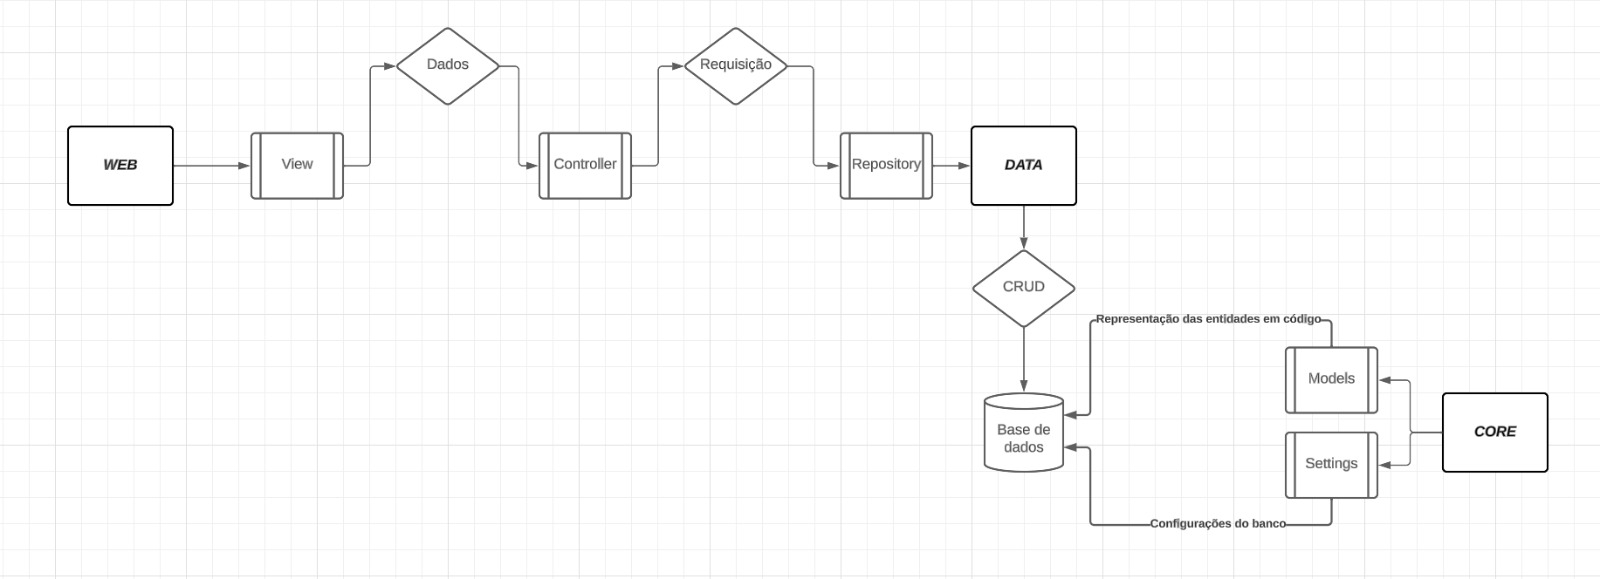 Dados
Requisição
WEB
View
Controller
Repository
DATA
CRUD
Representação das entidades em código
Models
Base de
dados
CORE
Settings
Configurações do banco